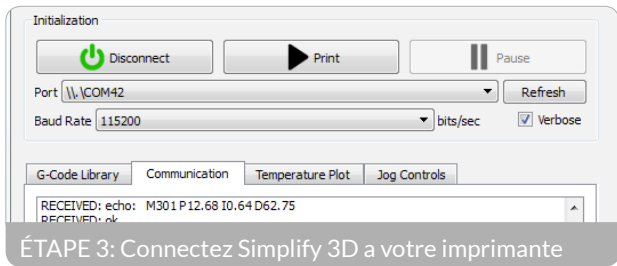 Initialization
Disconnect Print Pause
Port \\.\COM42 Refresh
Baud Rate 115200 bits/sec Verbose
G-Code Library Communication Temperature Plot Jog Controls
RECEIVED: echo: M301 P12.68 I0.64 D62.75
RECEIVED: ok
ÉTAPE 3: Connectez Simplify 3D a votre imprimante